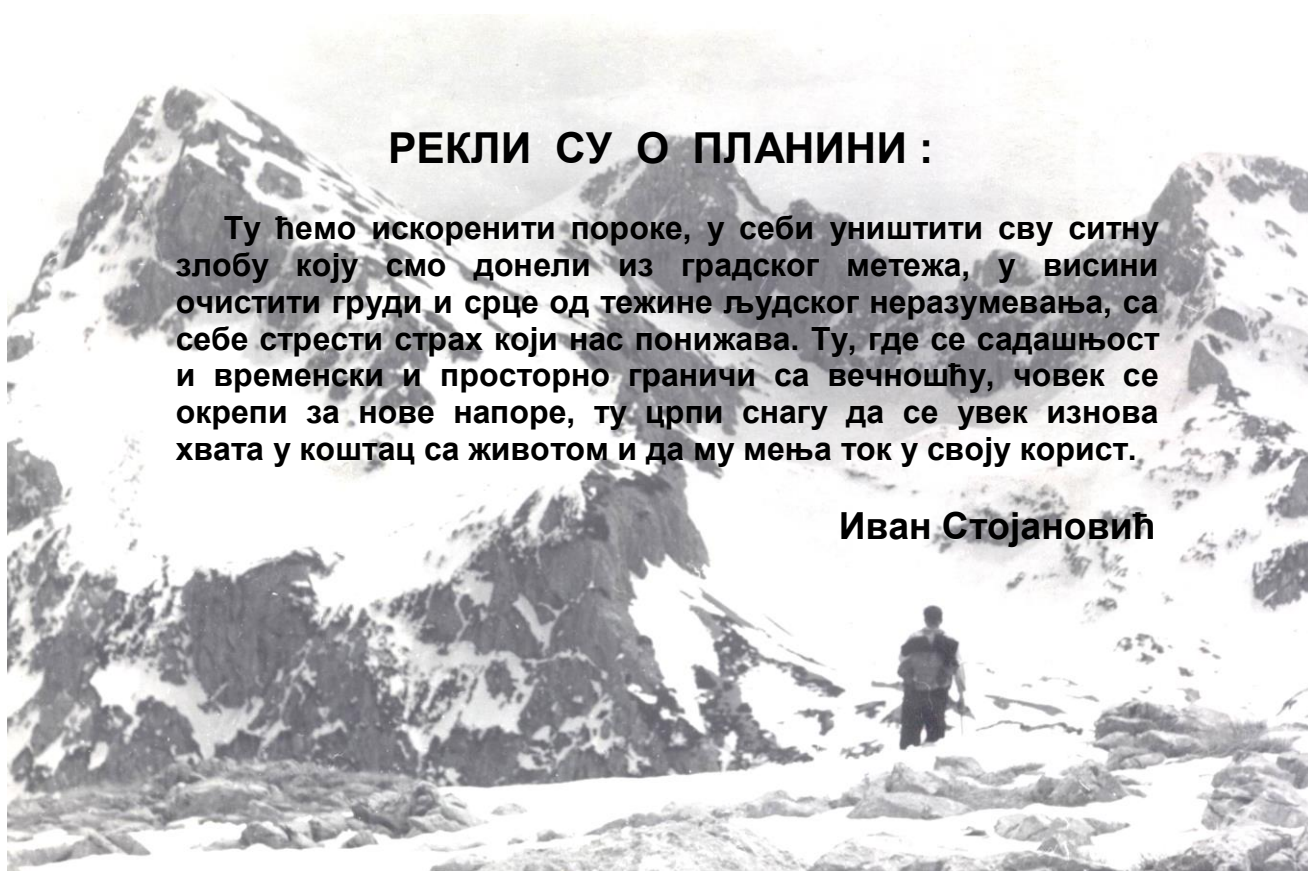 РЕКЛИ СУ О ПЛАНИНИ :
Ту ћемо искоренити пороке, у себи уништити сву ситну
злобу коју смо донели из градског метежа, у висини
очистити груди и срце од тежине људског неразумевања, са
себе стрести страх који нас понижава. Ту, где се садашњост
и временски и просторно граничи са вечношћу, човек се
окрепи за нове напоре, ту црпи снагу да се увек изнова
хвата у коштац са животом и да му мења ток у своју корист.
Иван Стојановић